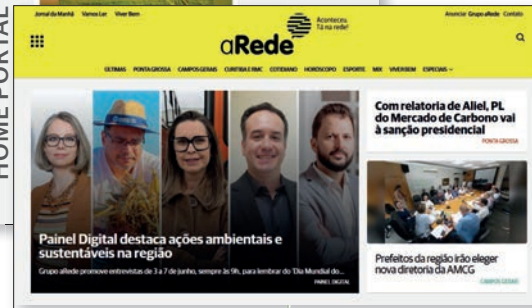 HOME PORTAL
Jornal da Manhã Vamos Ler Viver Bem
aRede
Aconteceu.
Tá na rede!
Anunciar Grupo aRede Contato
ÚLTIMAS PONTA GROSSA CAMPOS GERAIS CURITIBA E RMC COTIDIANO HORÓSCOPO ESPORTE MIX VIVER BEM ESPECIAIS
Painel Digital destaca ações ambientais e
sustentáveis na região
Grupo aRede promove entrevistas de 3 a 7 de junho, sempre às 9h, para lembrar do 'Dia Mundial do...
PAINEL DIGITAL
Com relatoria de Aliel, PL
do Mercado de Carbono vai
à sanção presidencial
PONTA GROSSA
Prefeitos da região irão eleger
nova diretoria da AMCG
CAMPOS GERAIS